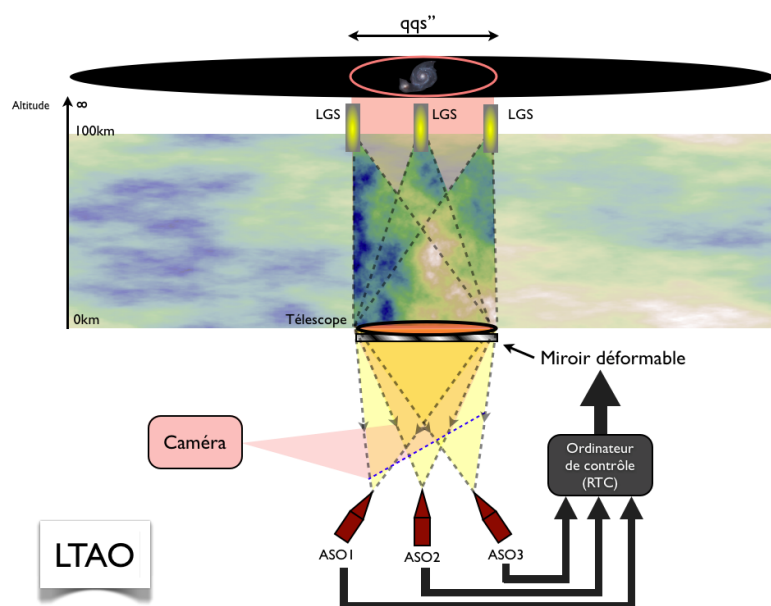 qqs"
Altitude
∞
100km
LGS
LGS
LGS
0km
Télescope
Miroir déformable
Caméra
Ordinateur
de contrôle
(RTC)
ASO1
ASO2
ASO3
LTAO